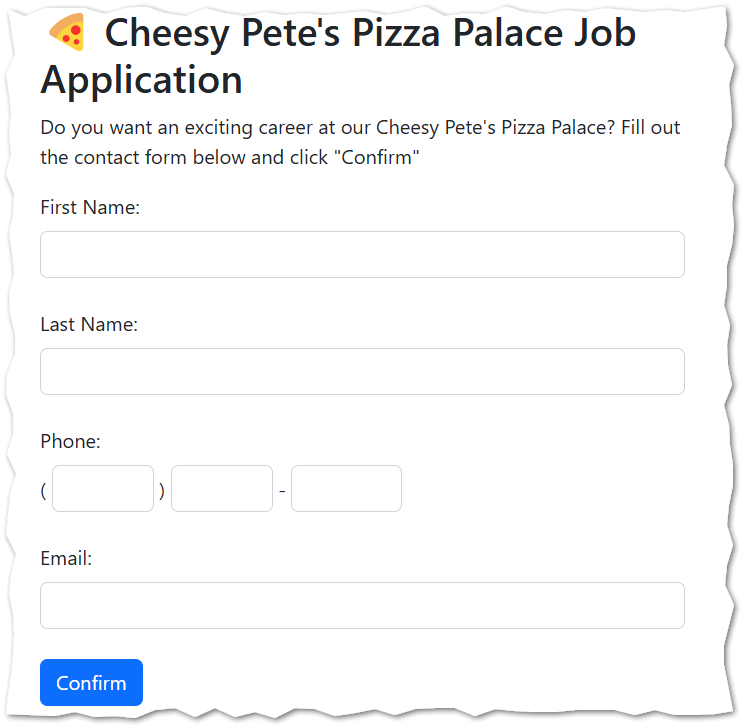 🍕 Cheesy Pete's Pizza Palace Job
Application
Do you want an exciting career at our Cheesy Pete's Pizza Palace? Fill out
the contact form below and click "Confirm"
First Name:
Last Name:
Phone:
( ) -
Email:
Confirm